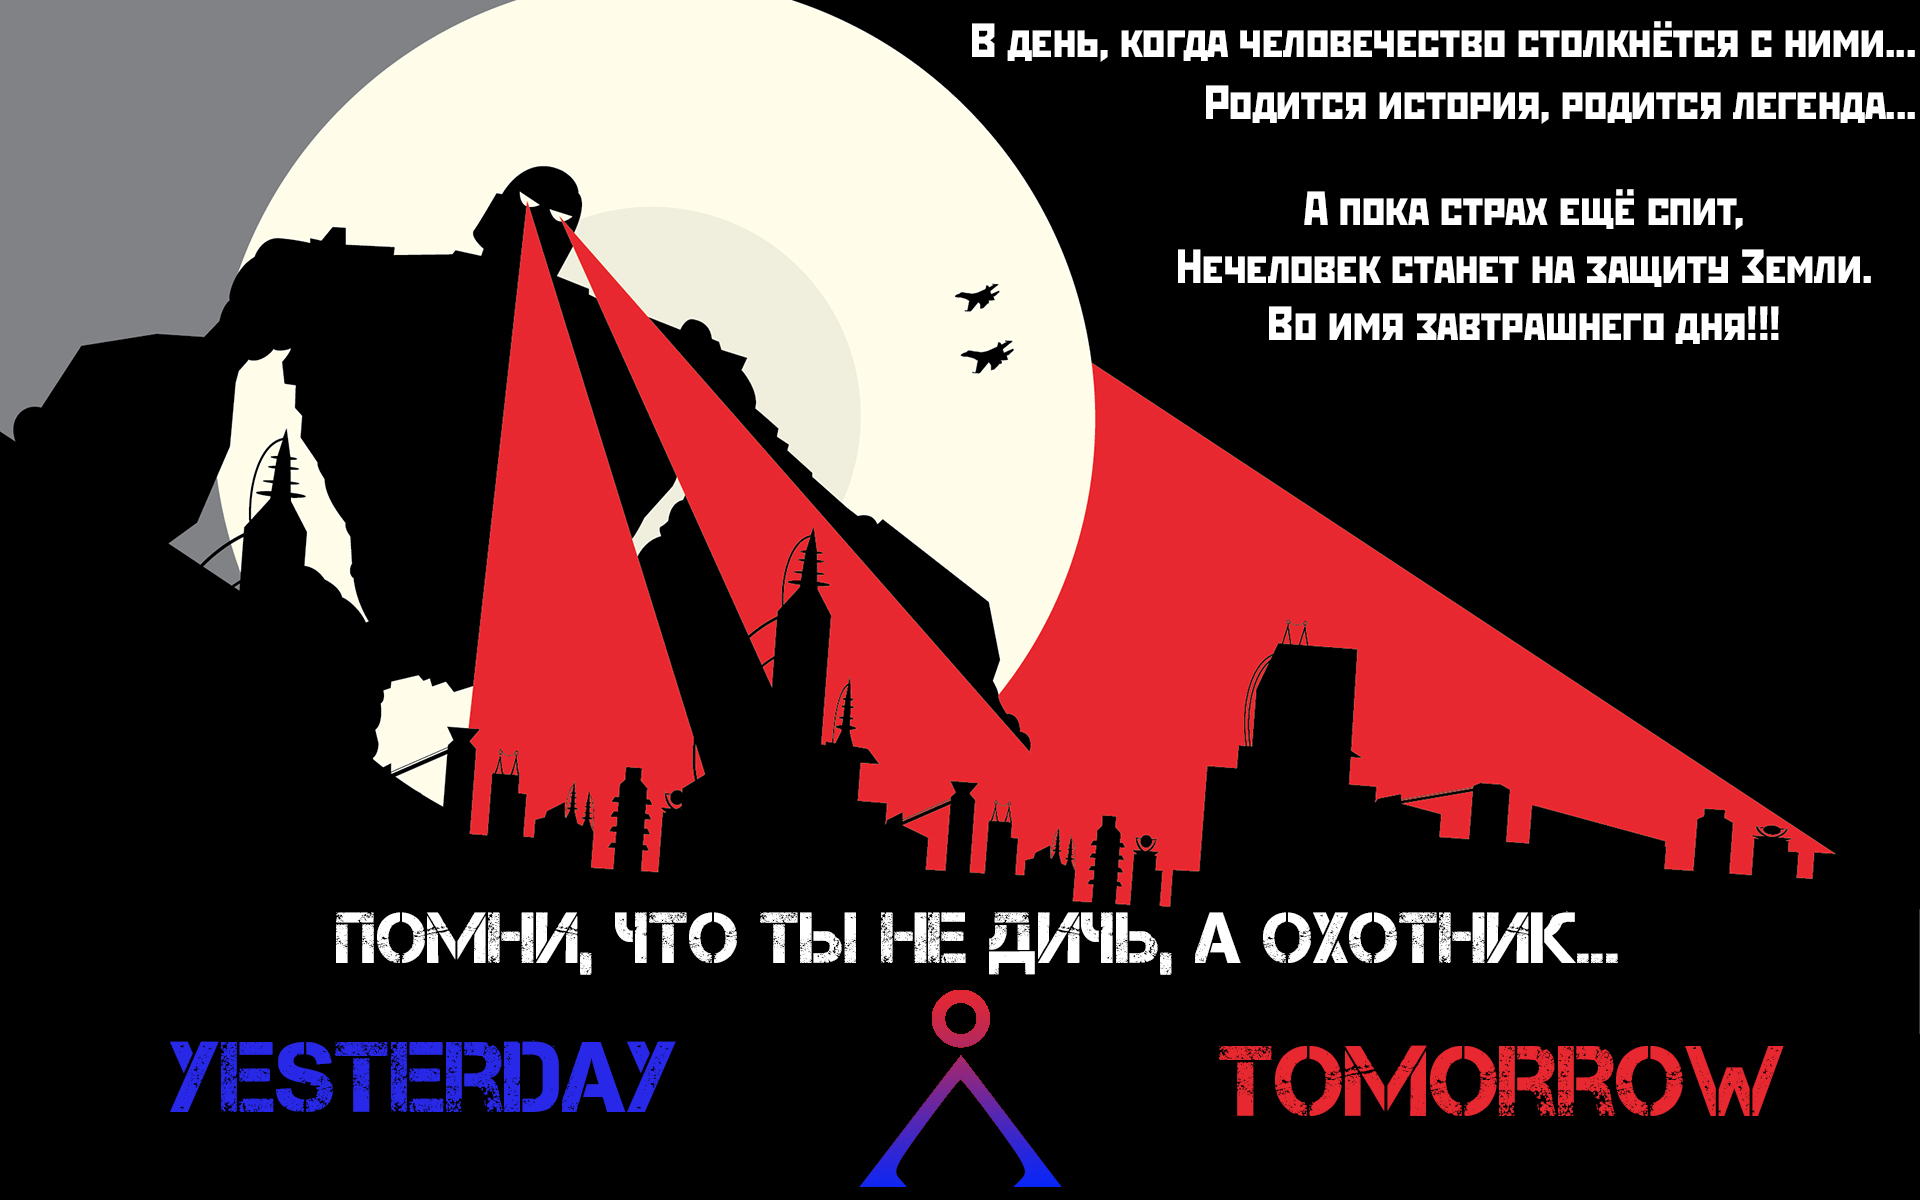 В день, когда человечество столкнётся с ними...
Родится история, родится легенда...
А пока страх ещё спит,
Нечеловек станет на защиту Земли.
Во имя завтрашнего дня!!!
ПОМНИ, ЧТО ТЫ НЕ ДИЧЬ, А ОХОТНИК...
YESTERDAY
TOMORROW